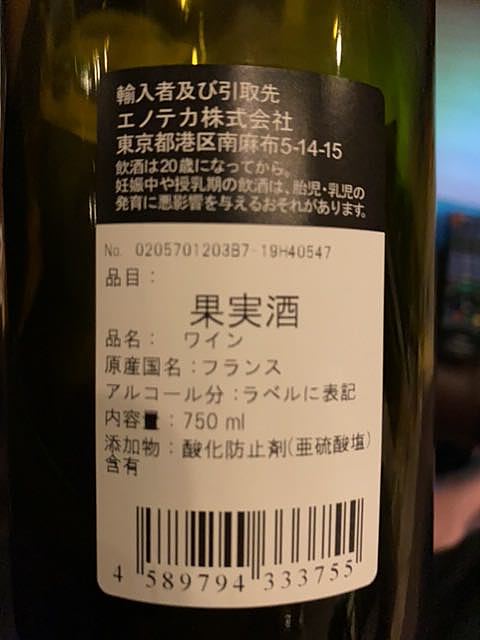 輸入者及び引取先
エノテカ株式会社
東京都港区南麻布5-14-15
飲酒は20歳になってから。
妊娠中や授乳期の飲酒は、胎児・乳児の
発育に悪影響を与えるおそれがあります。
No. 0205701203B7-19H40547
品目：
果実酒
品名： ワイン
原産国名：フランス
アルコール分：ラベルに表記
内容量：750 ml
添加物：酸化防止剤(亜硫酸塩)
含有
4 589794 333755